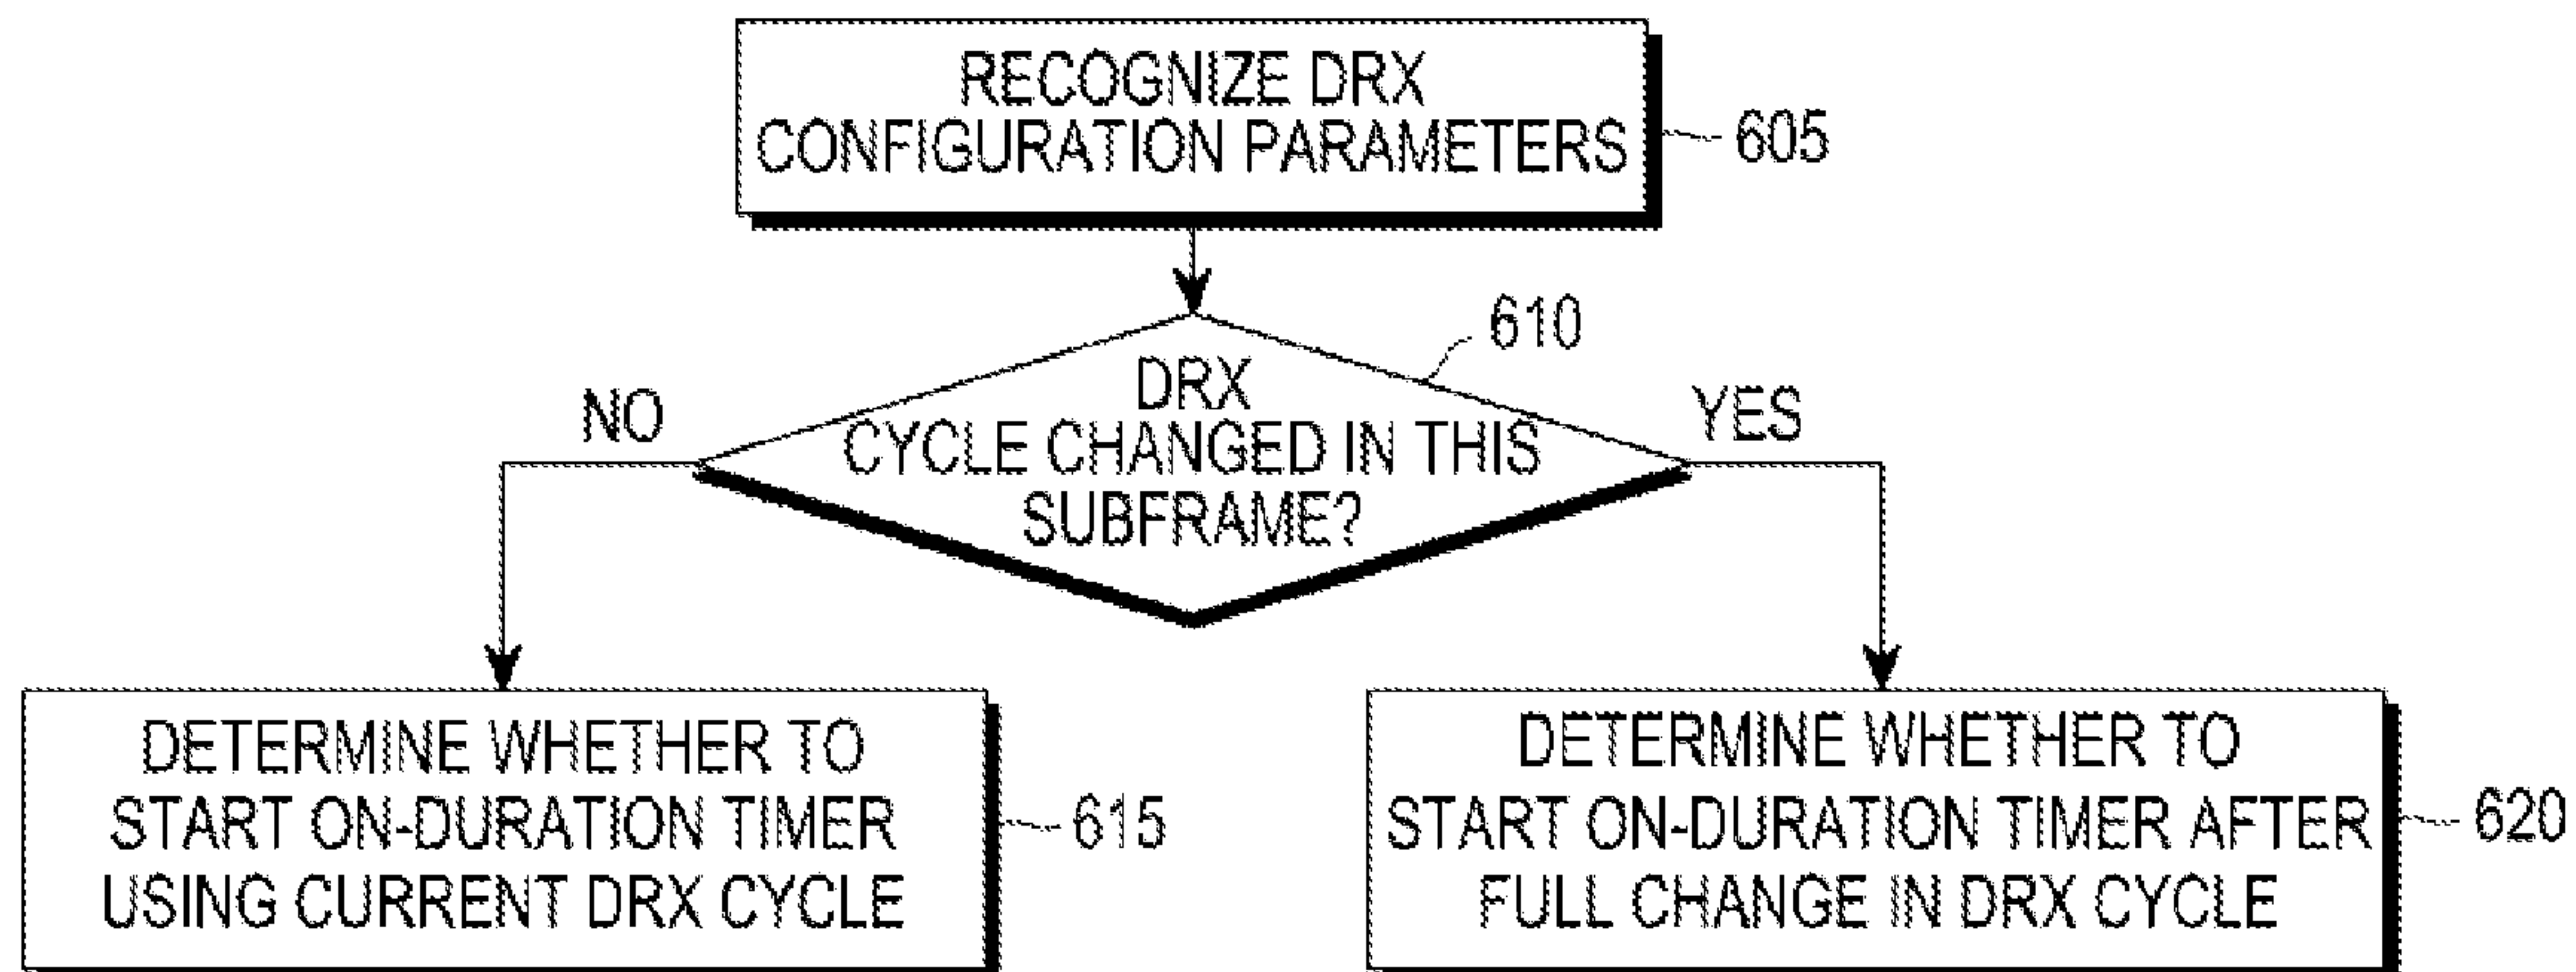 RECOGNIZE DRX
CONFIGURATION PARAMETERS
605
610
DRX
CYCLE CHANGED IN THIS
SUBFRAME?
NO
YES
DETERMINE WHETHER TO
START ON-DURATION TIMER
USING CURRENT DRX CYCLE
615
DETERMINE WHETHER TO
START ON-DURATION TIMER AFTER
FULL CHANGE IN DRX CYCLE
620